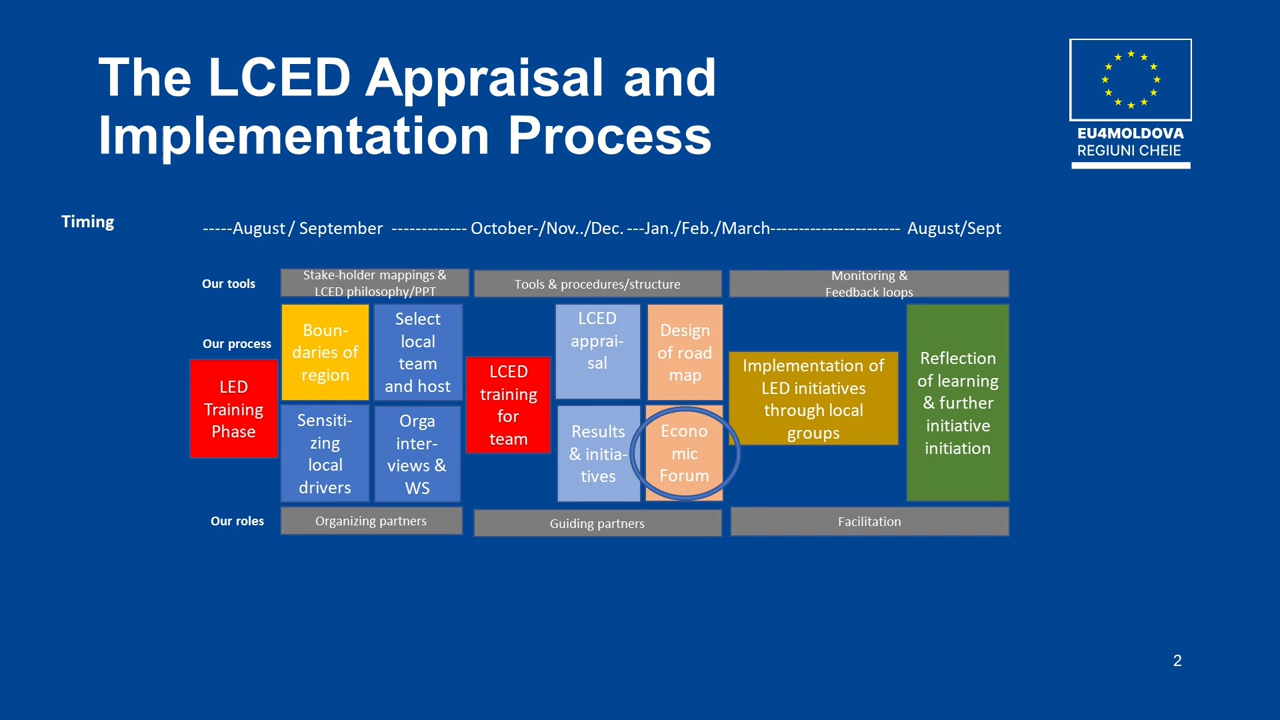 The LCED Appraisal and
Implementation Process
EU4MOLDOVA
REGIUNI CHEIE
Timing
-----August / September ------------- October-/Nov../Dec. ---Jan./Feb./March----------------------- August/Sept
Our tools
Stake-holder mappings &
LCED philosophy/PPT
Tools & procedures/structure
Monitoring &
Feedback loops
Our process
LED
Training
Phase
Boun-
daries of
region
Select
local
team
and host
Sensiti-
zing
local
drivers
Orga
inter-
views &
WS
LCED
training
for
team
LCED
apprai-
sal
Results
& initia-
tives
Design
of road
map
Econo
mic
Forum
Implementation of
LED initiatives
through local
groups
Reflection
of learning
& further
initiative
initiation
Our roles
Organizing partners
Guiding partners
Facilitation
2